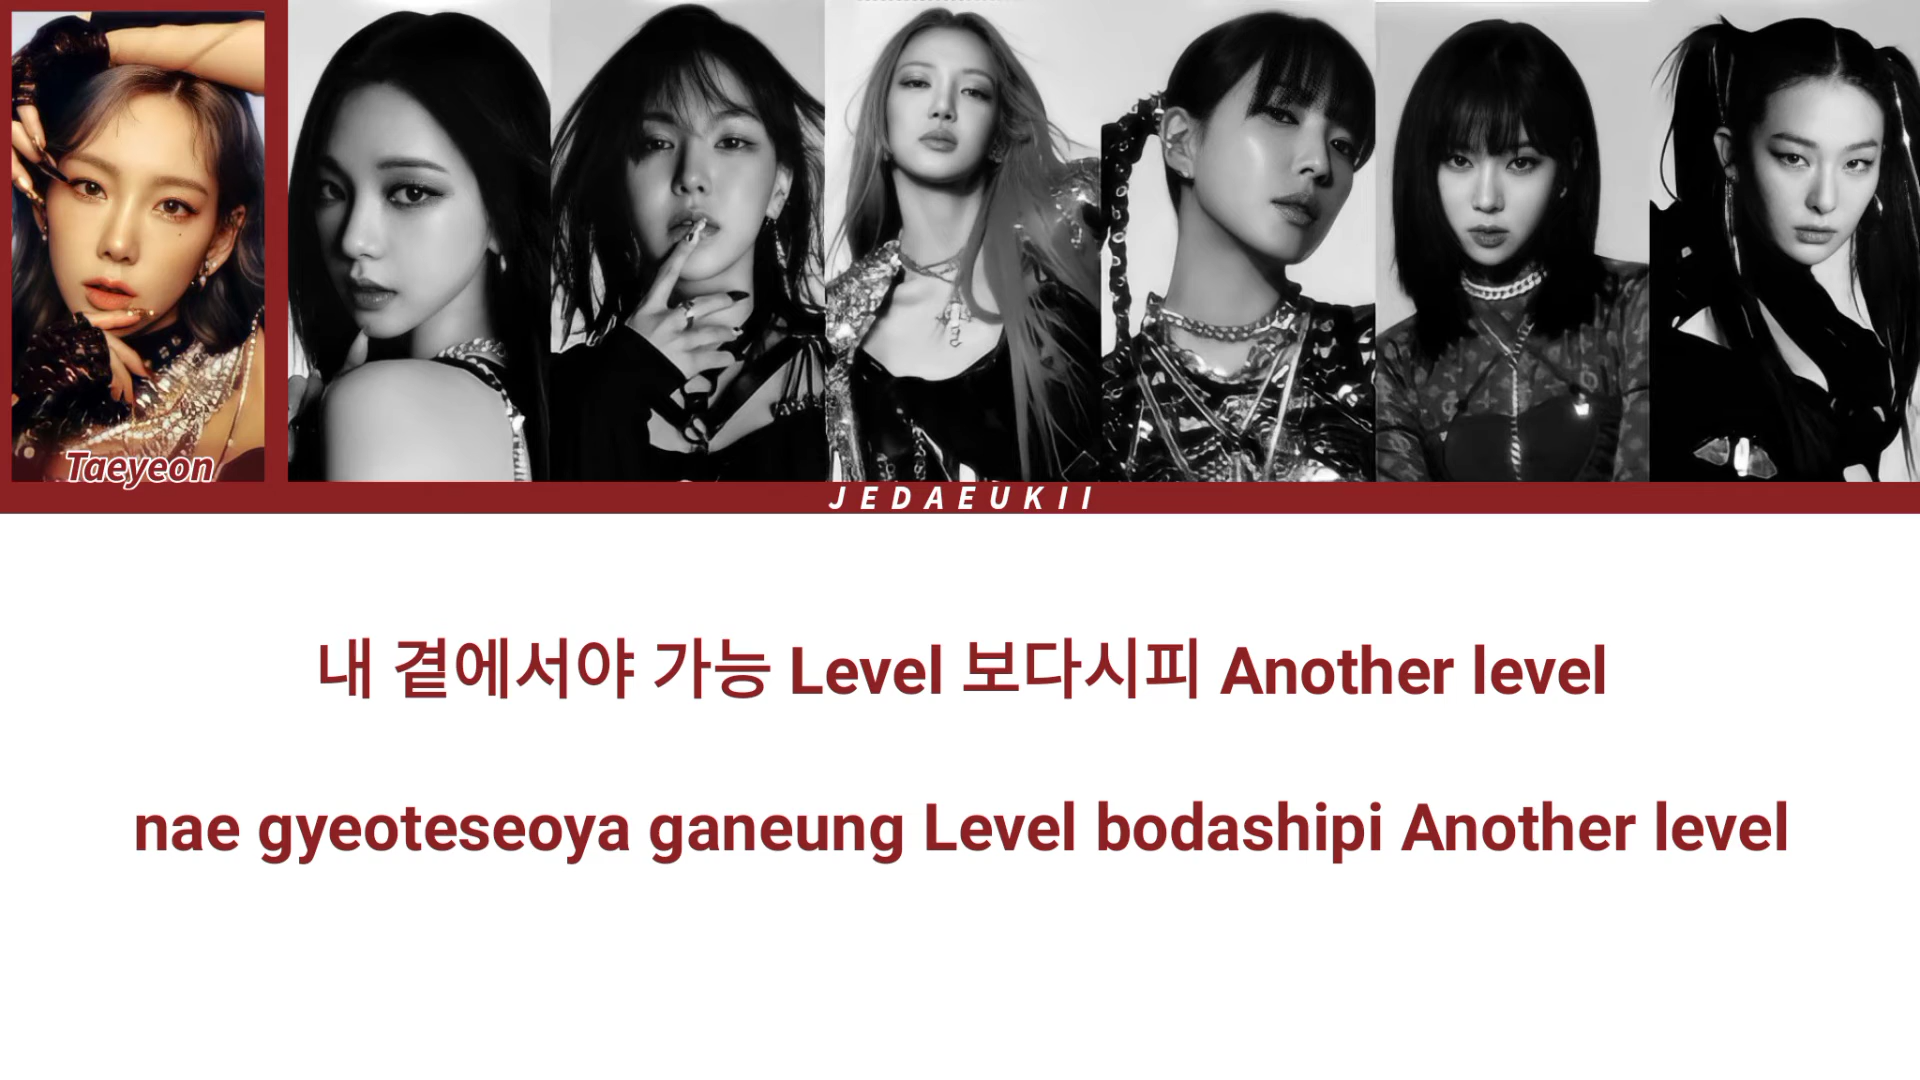 Taeyeon
JEDAEUKII
내 곁에서야 가능 Level 보다시피 Another level
nae gyeoteseoya ganeung Level bodashipi Another level